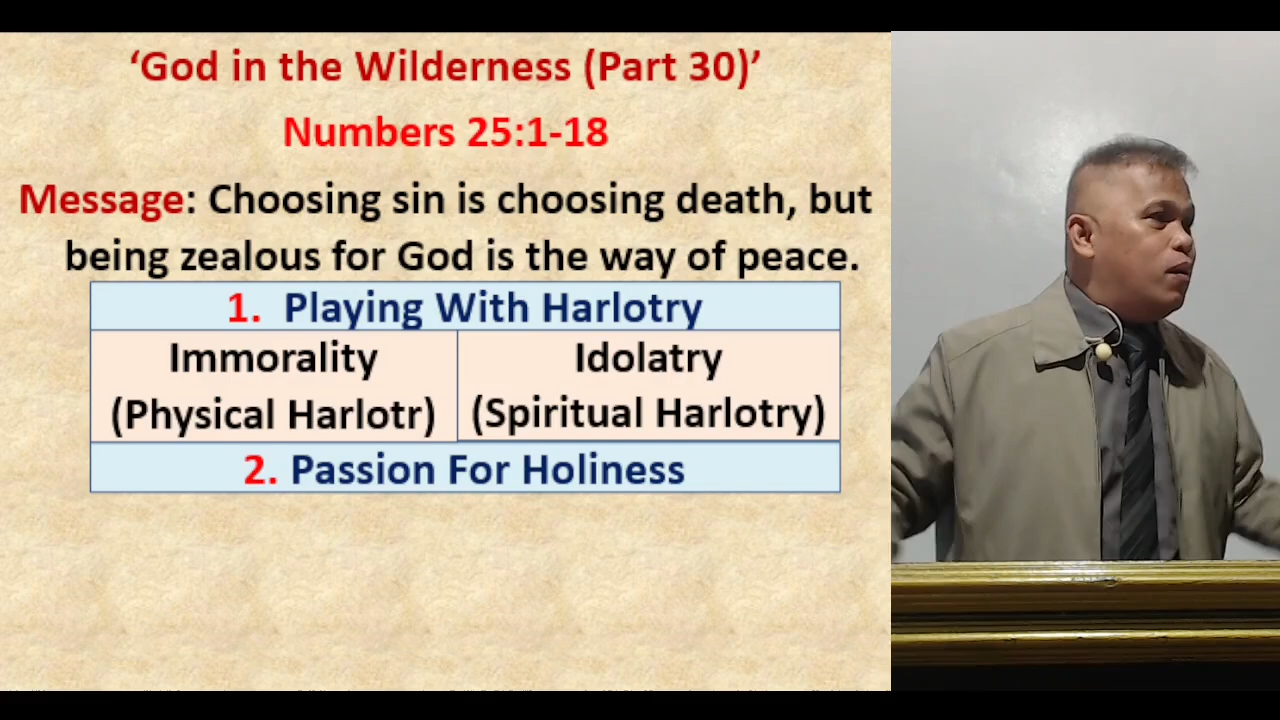 ‘God in the Wilderness (Part 30)’
Numbers 25:1-18
Message: Choosing sin is choosing death, but
being zealous for God is the way of peace.
1. Playing With Harlotry
Immorality
(Physical Harlotr)
Idolatry
(Spiritual Harlotry)
2. Passion For Holiness